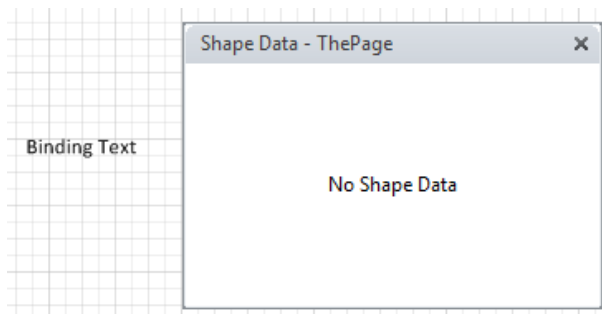 Shape Data - ThePage
Binding Text
No Shape Data